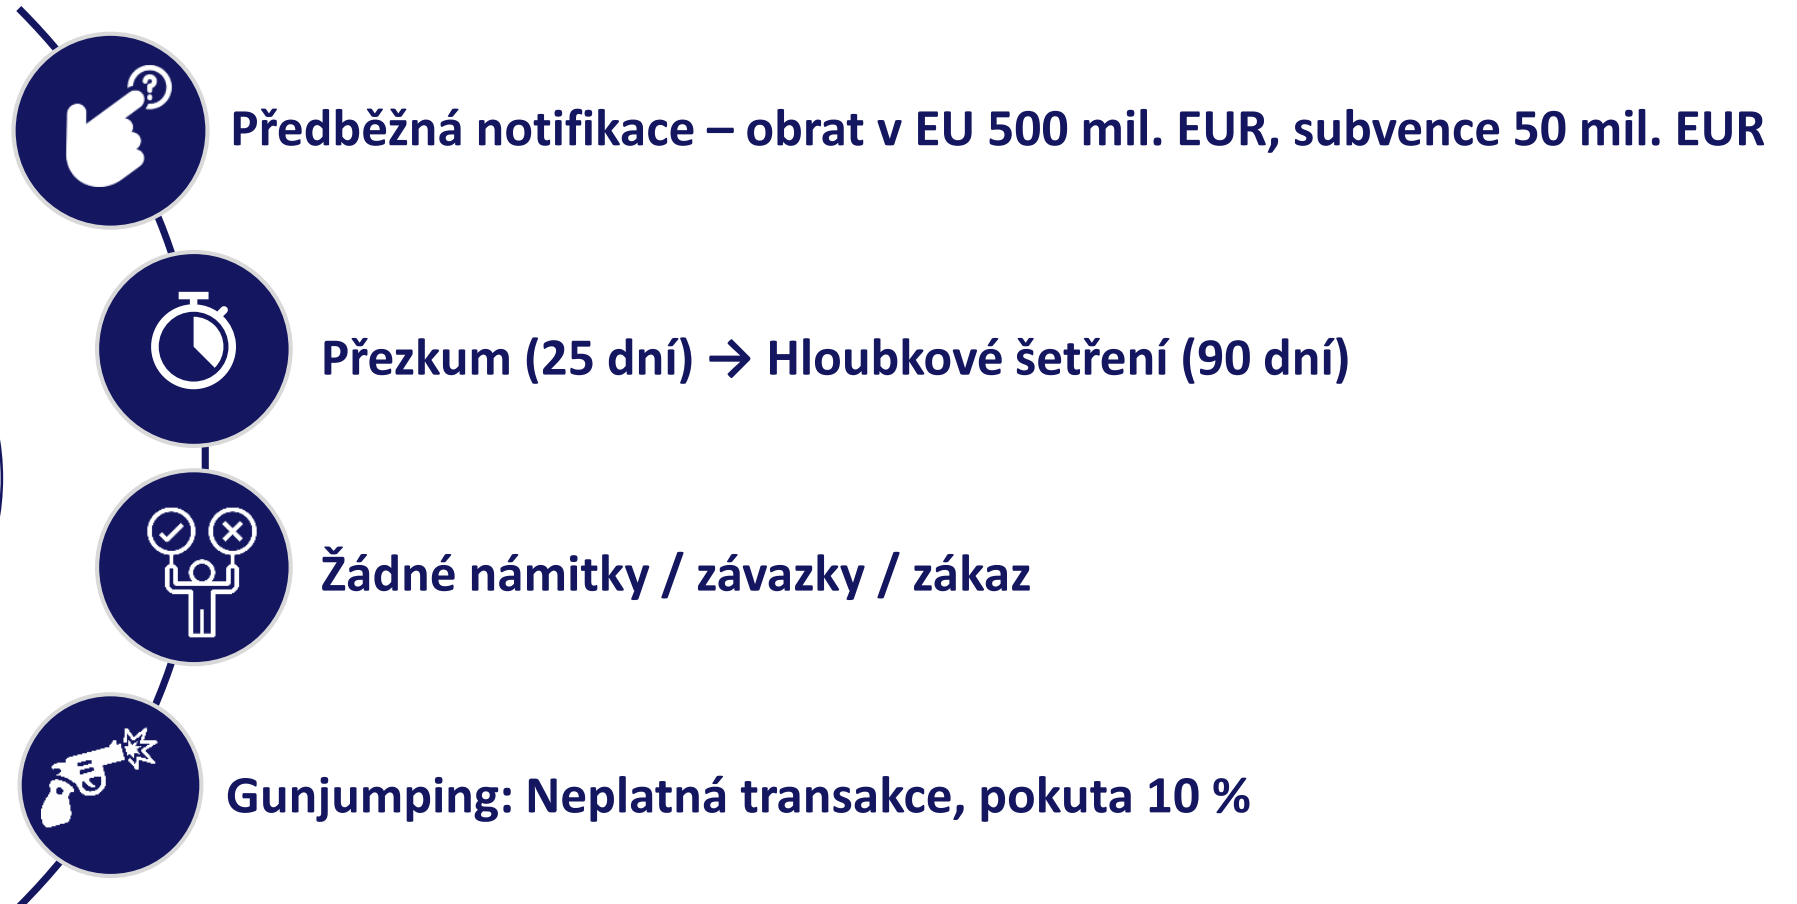 ?
Předběžná notifikace – obrat v EU 500 mil. EUR, subvence 50 mil. EUR
Přezkum (25 dní) → Hloubkové šetření (90 dní)
Žádné námitky / závazky / zákaz
Gunjumping: Neplatná transakce, pokuta 10 %